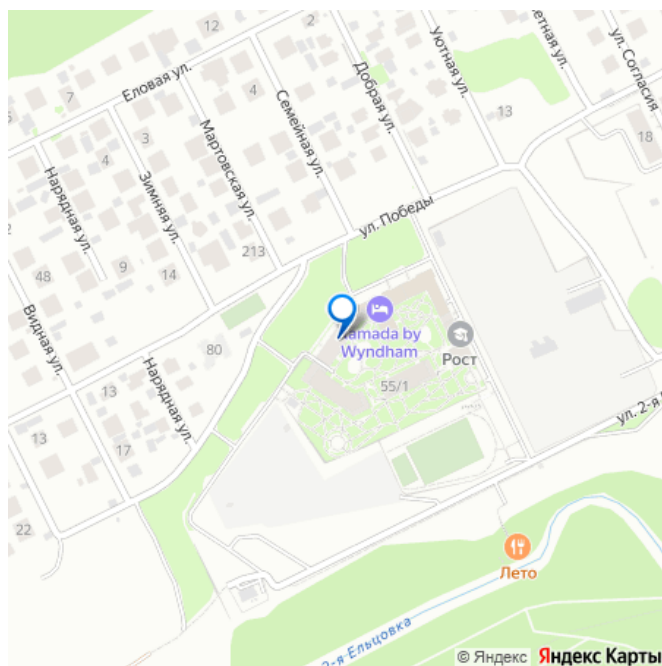 12
2
7
Еловая ул.
4
Добрая ул.
Уютная ул.
ул. Согласия
3
Семейная ул.
13
4
Мартовская ул.
18
Нарядная ул.
Зимняя ул.
ул. Победы
213
48
9
14
Видная ул.
Ramada by
Wyndham
Рост
80
55/1
13
Нарядная ул.
13
17
ул. 2-я
22
Лето
2-я Ельцовка
© Яндекс Яндекс Карты